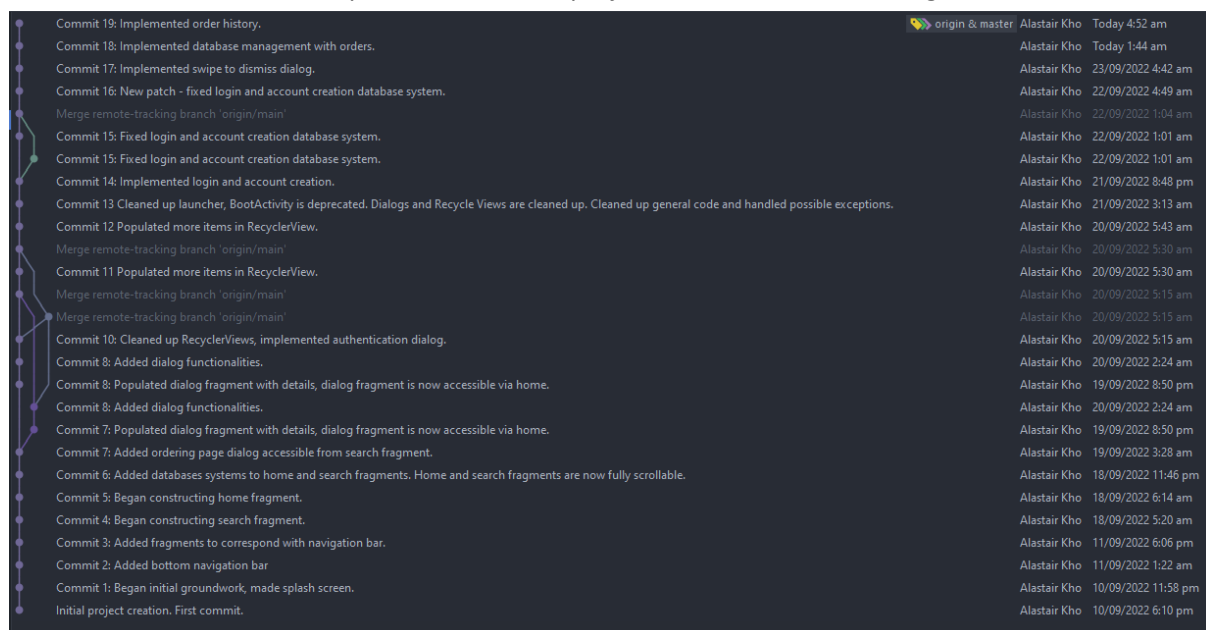 Commit 19: Implemented order history. origin & master Alastair Kho Today 4:52 am
Commit 18: Implemented database management with orders. Alastair Kho Today 1:44 am
Commit 17: Implemented swipe to dismiss dialog. Alastair Kho 23/09/2022 4:42 am
Commit 16: New patch - fixed login and account creation database system. Alastair Kho 22/09/2022 4:49 am
Merge remote-tracking branch 'origin/main' Alastair Kho 22/09/2022 1:04 am
Commit 15: Fixed login and account creation database system. Alastair Kho 22/09/2022 1:01 am
Commit 15: Fixed login and account creation database system. Alastair Kho 22/09/2022 1:01 am
Commit 14: Implemented login and account creation. Alastair Kho 21/09/2022 8:48 pm
Commit 13 Cleaned up launcher, BootActivity is deprecated. Dialogs and Recycle Views are cleaned up. Cleaned up general code and handled possible exceptions. Alastair Kho 21/09/2022 3:13 am
Commit 12 Populated more items in RecyclerView. Alastair Kho 20/09/2022 5:43 am
Merge remote-tracking branch 'origin/main' Alastair Kho 20/09/2022 5:30 am
Commit 11 Populated more items in RecyclerView. Alastair Kho 20/09/2022 5:30 am
Merge remote-tracking branch 'origin/main' Alastair Kho 20/09/2022 5:15 am
Merge remote-tracking branch 'origin/main' Alastair Kho 20/09/2022 5:15 am
Commit 10: Cleaned up RecyclerViews, implemented authentication dialog. Alastair Kho 20/09/2022 5:15 am
Commit 8: Added dialog functionalities. Alastair Kho 20/09/2022 2:24 am
Commit 8: Populated dialog fragment with details, dialog fragment is now accessible via home. Alastair Kho 19/09/2022 8:50 pm
Commit 8: Added dialog functionalities. Alastair Kho 20/09/2022 2:24 am
Commit 7: Populated dialog fragment with details, dialog fragment is now accessible via home. Alastair Kho 19/09/2022 8:50 pm
Commit 7: Added ordering page dialog accessible from search fragment. Alastair Kho 19/09/2022 3:28 am
Commit 6: Added databases systems to home and search fragments. Home and search fragments are now fully scrollable. Alastair Kho 18/09/2022 11:46 pm
Commit 5: Began constructing home fragment. Alastair Kho 18/09/2022 6:14 am
Commit 4: Began constructing search fragment. Alastair Kho 18/09/2022 5:20 am
Commit 3: Added fragments to correspond with navigation bar. Alastair Kho 11/09/2022 6:06 pm
Commit 2: Added bottom navigation bar Alastair Kho 11/09/2022 1:22 am
Commit 1: Began initial groundwork, made splash screen. Alastair Kho 10/09/2022 11:58 pm
Initial project creation. First commit. Alastair Kho 10/09/2022 6:10 pm